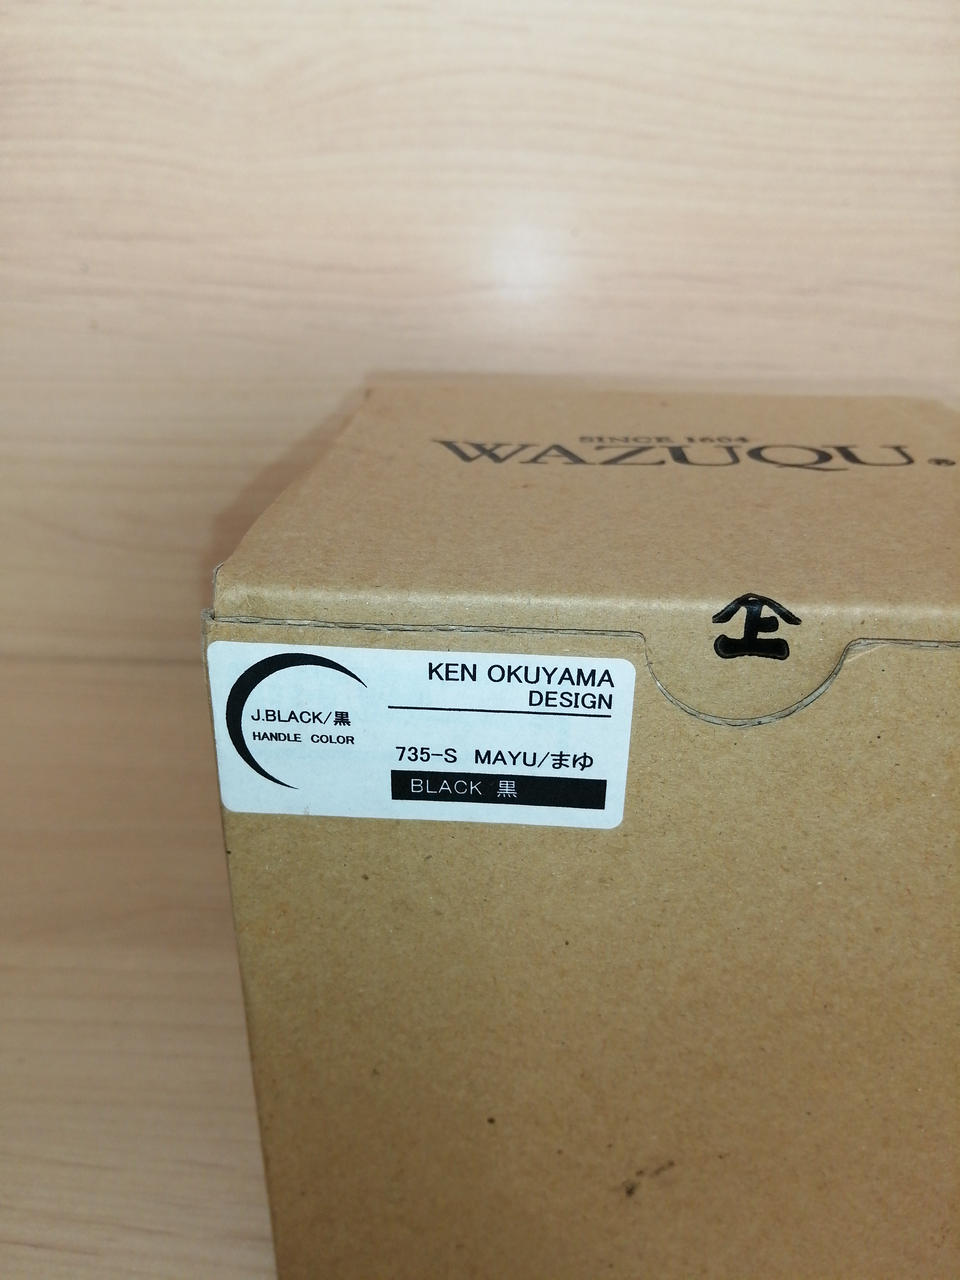 SINCE 1604
WAZUQU®
上
KEN OKUYAMA
DESIGN
J.BLACK/黒
HANDLE COLOR
735-S MAYU/まゆ
BLACK 黒